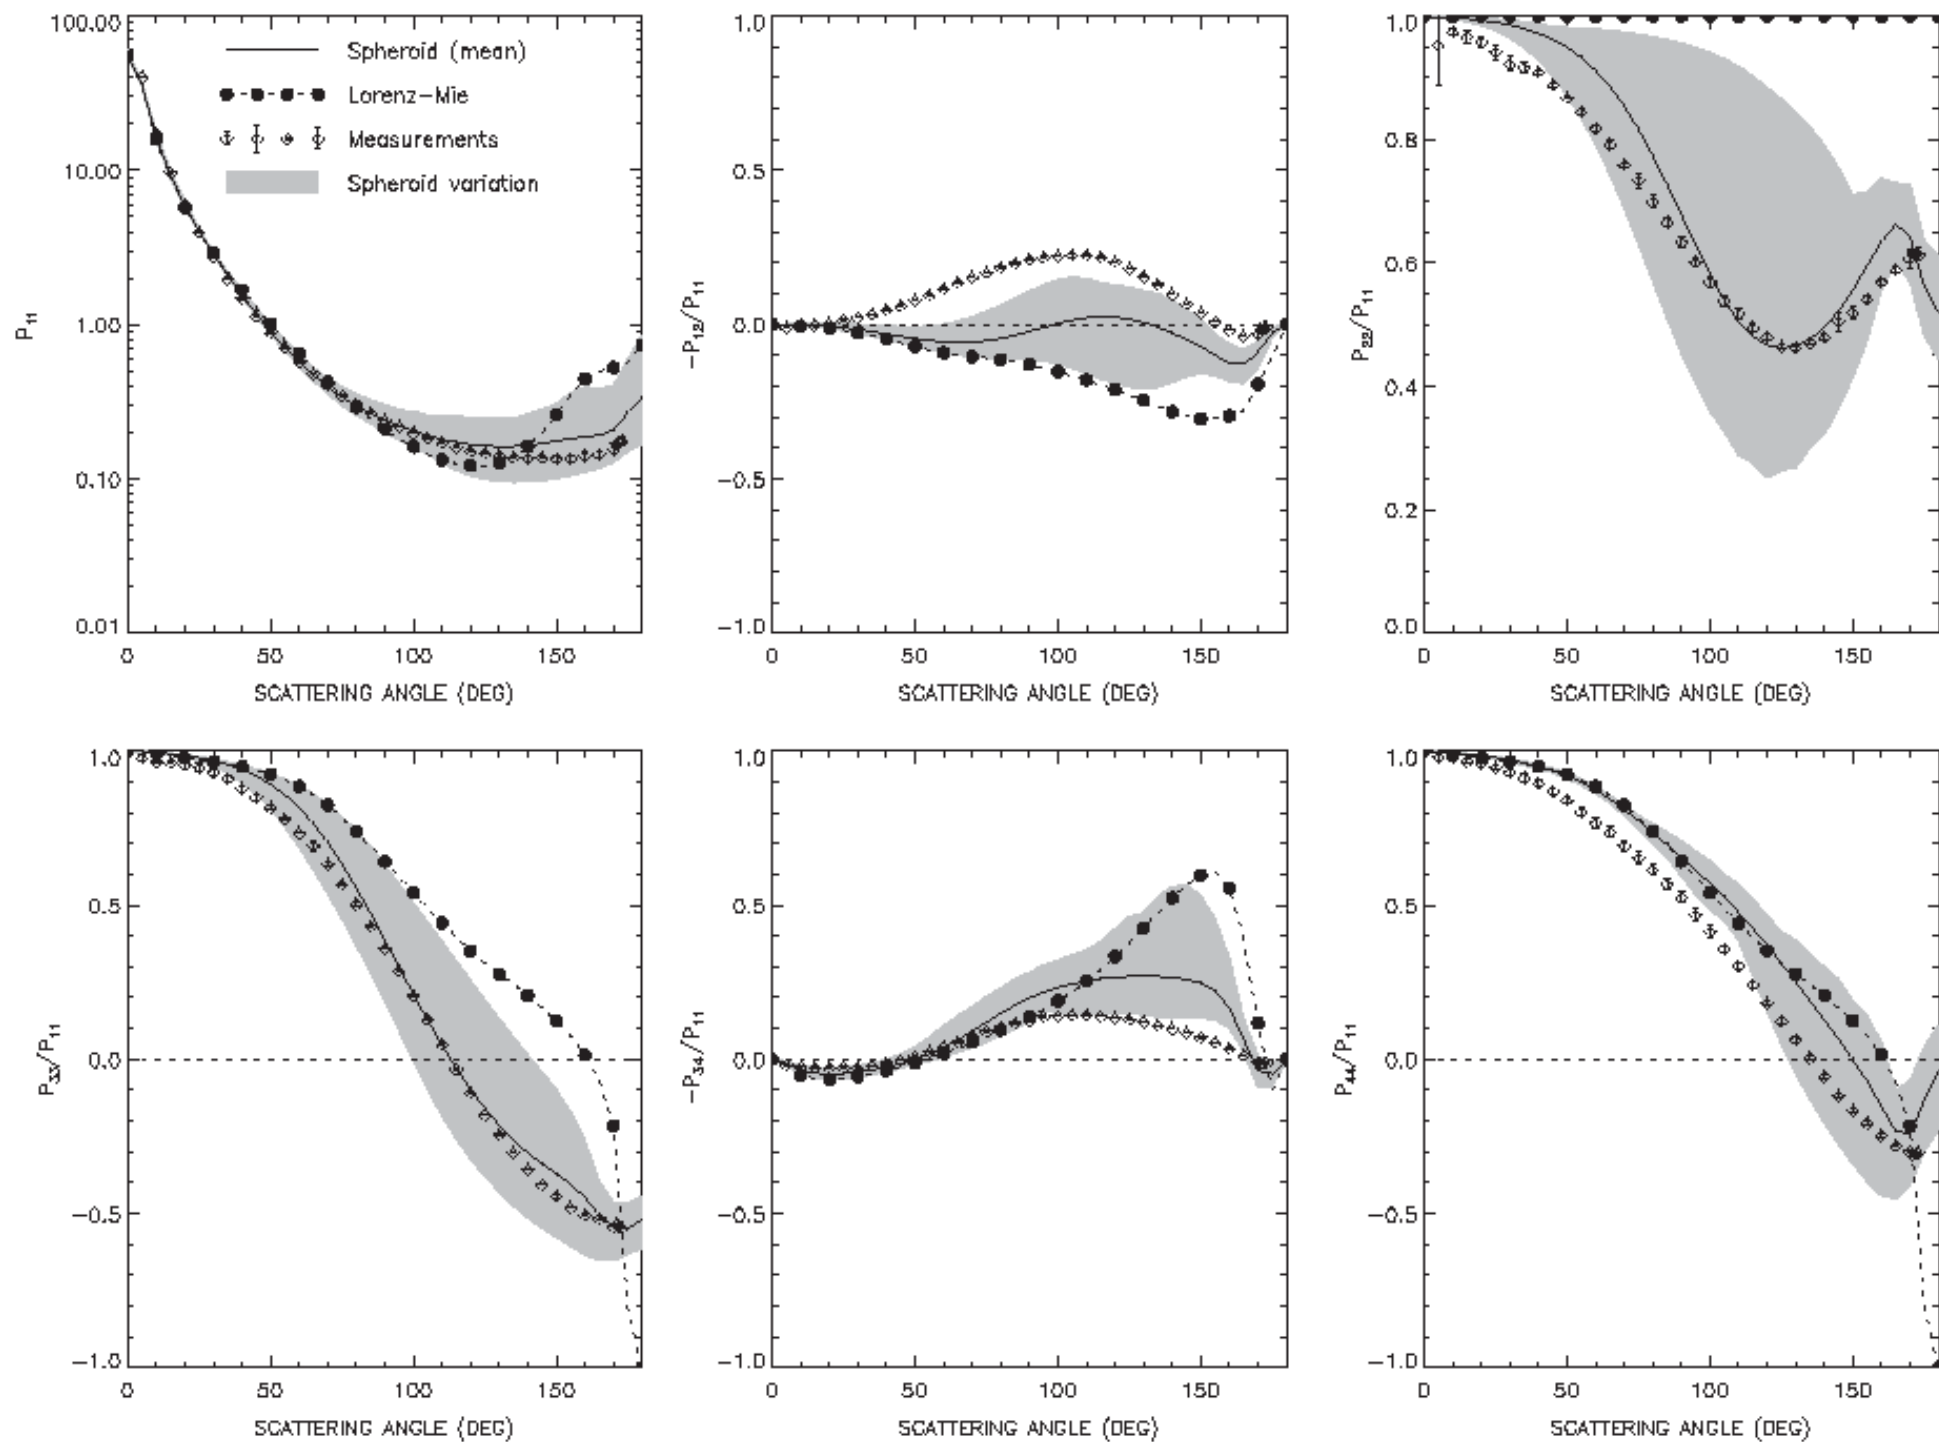 100.00
10.00
1.00
0.10
0.01
P11
Spheroid (mean)
Lorenz-Mie
Measurements
Spheroid variation
0 50 100 150
SCATTERING ANGLE (DEG)
1.0
0.5
0.0
-0.5
-1.0
-P12/P11
0 50 100 150
SCATTERING ANGLE (DEG)
1.0
0.8
0.6
0.4
0.2
0.0
P22/P11
0 50 100 150
SCATTERING ANGLE (DEG)
1.0
0.5
0.0
-0.5
-1.0
P33/P11
0 50 100 150
SCATTERING ANGLE (DEG)
1.0
0.5
0.0
-0.5
-1.0
-P34/P11
0 50 100 150
SCATTERING ANGLE (DEG)
1.0
0.5
0.0
-0.5
-1.0
P44/P11
0 50 100 150
SCATTERING ANGLE (DEG)